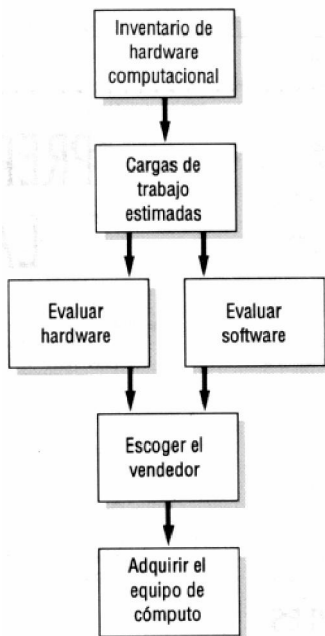 Inventario de
hardware
computacional
Cargas de
trabajo
estimadas
Evaluar
hardware
Evaluar
software
Escoger el
vendedor
Adquirir el
equipo de
cómputo